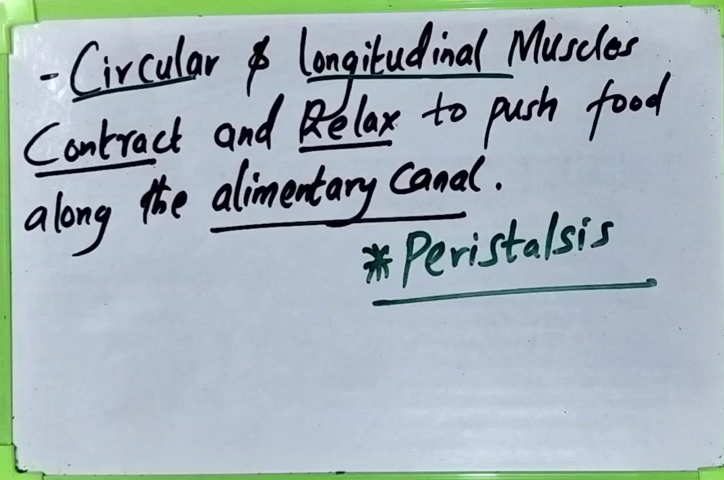 - Circular & longitudinal Muscles
Contract and Relax to push food
along the alimentary Canal.
* Peristalsis